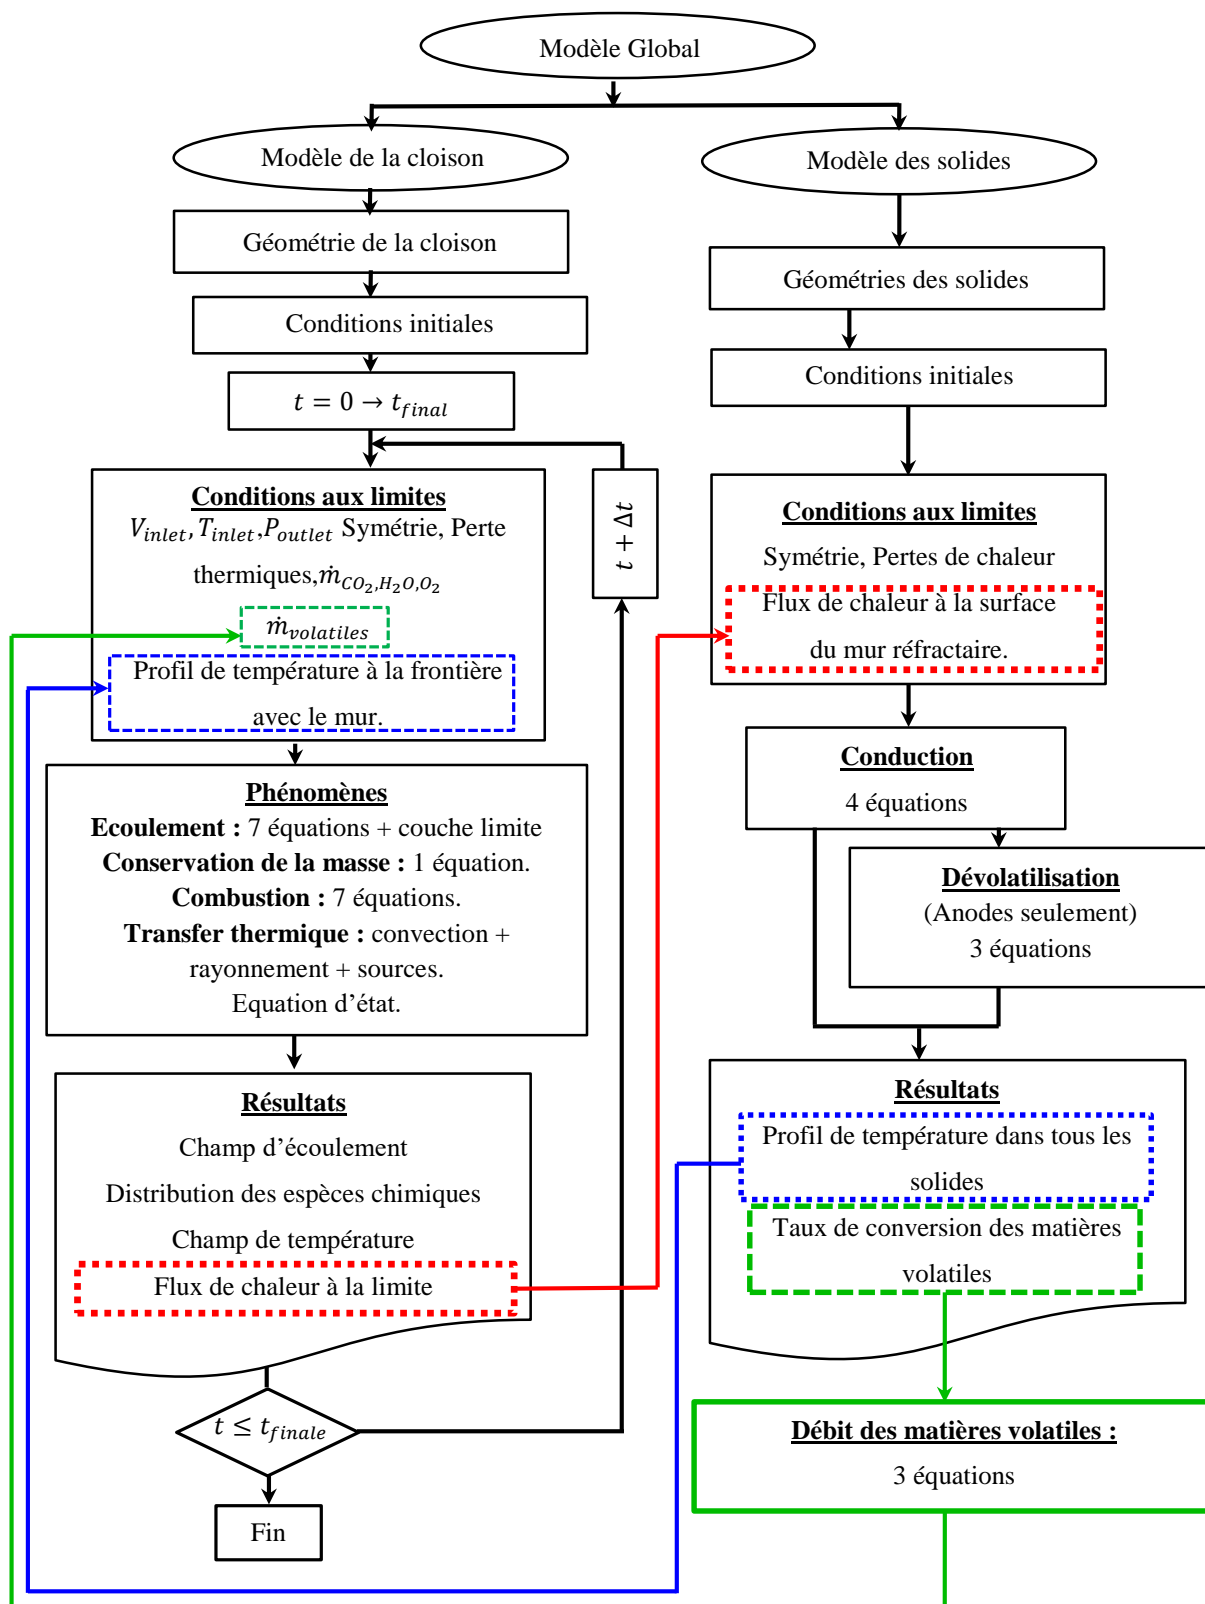 Modèle Global
Modèle de la cloison
Géométrie de la cloison
Conditions initiales
t = 0 → t_final
Conditions aux limites
V_inlet, T_inlet, P_outlet Symétrie, Perte
thermiques, ṁ_CO₂,H₂O,O₂
ṁ_volatiles
Profil de température à la frontière
avec le mur.
t + Δt
Phénomènes
Ecoulement : 7 équations + couche limite
Conservation de la masse : 1 équation.
Combustion : 7 équations.
Transfer thermique : convection +
rayonnement + sources.
Equation d’état.
Résultats
Champ d’écoulement
Distribution des espèces chimiques
Champ de température
Flux de chaleur à la limite
t ≤ t_finale
Fin
Modèle des solides
Géométries des solides
Conditions initiales
Conditions aux limites
Symétrie, Pertes de chaleur
Flux de chaleur à la surface
du mur réfractaire.
Conduction
4 équations
Dévolatilisation
(Anodes seulement)
3 équations
Résultats
Profil de température dans tous les
solides
Taux de conversion des matières
volatiles
Débit des matières volatiles :
3 équations